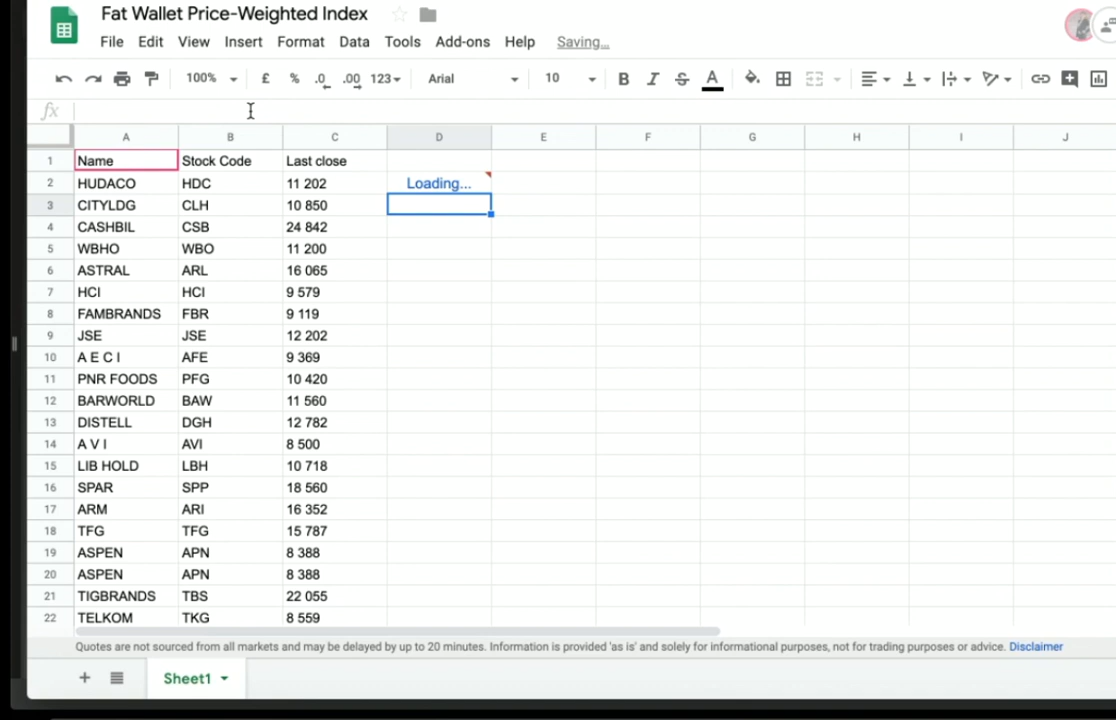 Fat Wallet Price-Weighted Index
File Edit View Insert Format Data Tools Add-ons Help Saving...
100% £ % .0 .00 123 Arial 10 B I S A
fx
A B C D E F G H I J
1 Name Stock Code Last close
2 HUDACO HDC 11 202 Loading...
3 CITYLDG CLH 10 850
4 CASHBIL CSB 24 842
5 WBHO WBO 11 200
6 ASTRAL ARL 16 065
7 HCI HCI 9 579
8 FAMBRANDS FBR 9 119
9 JSE JSE 12 202
10 A E C I AFE 9 369
11 PNR FOODS PFG 10 420
12 BARWORLD BAW 11 560
13 DISTELL DGH 12 782
14 A V I AVI 8 500
15 LIB HOLD LBH 10 718
16 SPAR SPP 18 560
17 ARM ARI 16 352
18 TFG TFG 15 787
19 ASPEN APN 8 388
20 ASPEN APN 8 388
21 TIGBRANDS TBS 22 055
22 TELKOM TKG 8 559
Quotes are not sourced from all markets and may be delayed by up to 20 minutes. Information is provided 'as is' and solely for informational purposes, not for trading purposes or advice. Disclaimer
Sheet1